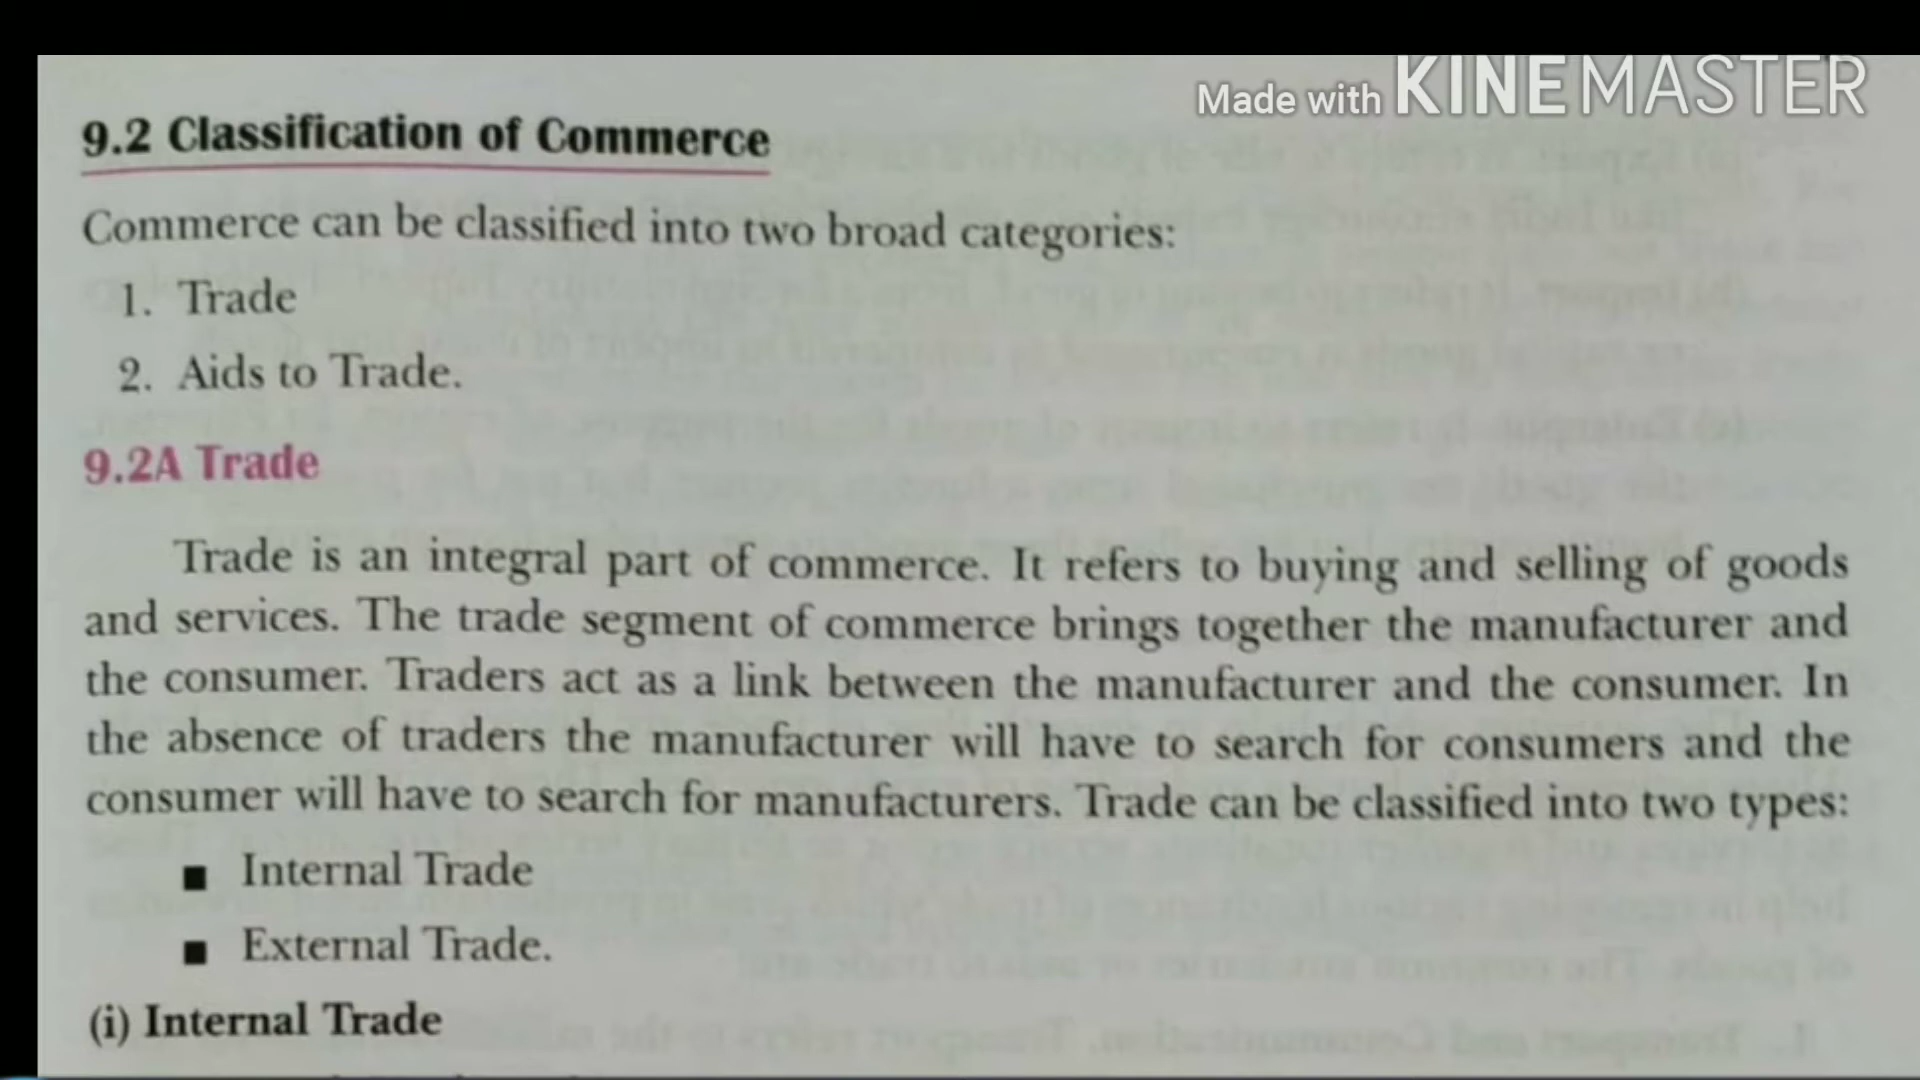 Made with KINEMASTER
9.2 Classification of Commerce
Commerce can be classified into two broad categories:
1. Trade
2. Aids to Trade.
9.2A Trade
Trade is an integral part of commerce. It refers to buying and selling of goods
and services. The trade segment of commerce brings together the manufacturer and
the consumer. Traders act as a link between the manufacturer and the consumer. In
the absence of traders the manufacturer will have to search for consumers and the
consumer will have to search for manufacturers. Trade can be classified into two types:
■ Internal Trade
■ External Trade.
(i) Internal Trade